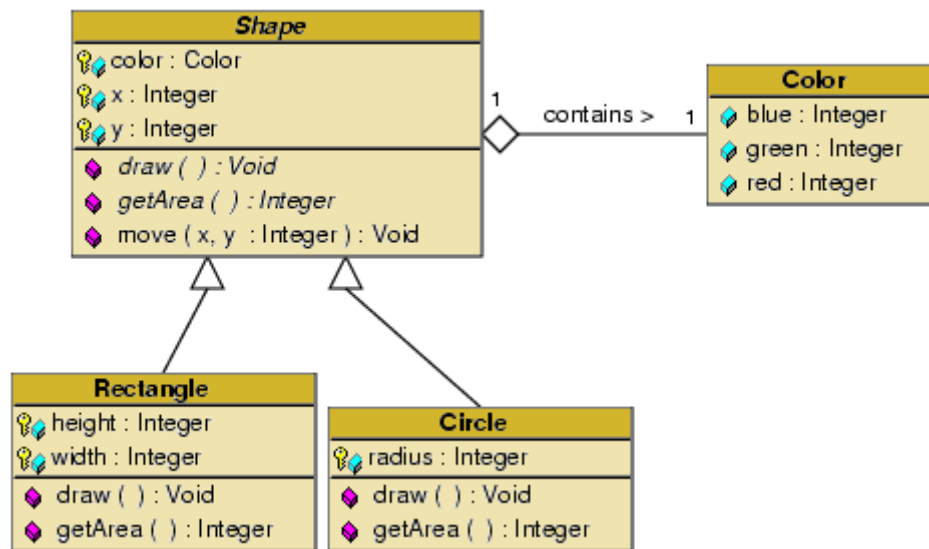 Shape
color : Color
x : Integer
y : Integer
draw ( ) : Void
getArea ( ) : Integer
move ( x, y : Integer ) : Void
1
contains >
1
Color
blue : Integer
green : Integer
red : Integer
Rectangle
height : Integer
width : Integer
draw ( ) : Void
getArea ( ) : Integer
Circle
radius : Integer
draw ( ) : Void
getArea ( ) : Integer